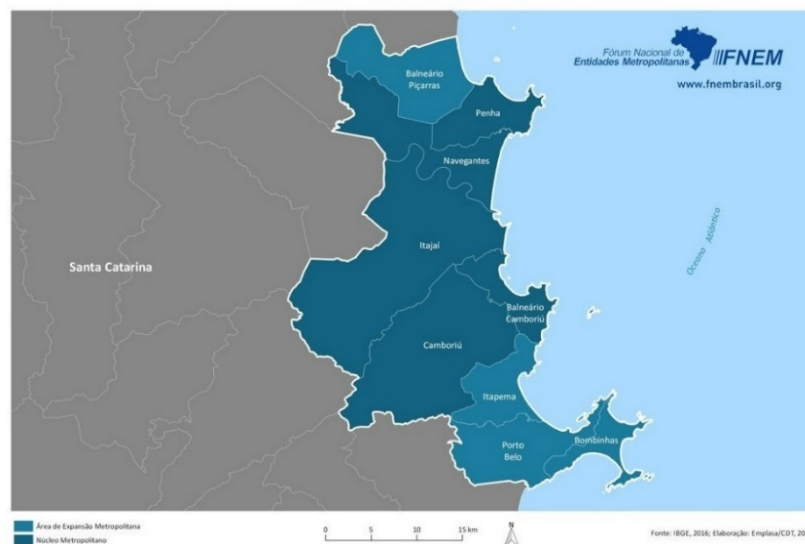 Fórum Nacional de
Entidades Metropolitanas
FNEM
www.fnembrasil.org
Balneário
Piçarras
Penha
Navegantes
Oceano Atlântico
Itajaí
Santa Catarina
Balneário
Camboriú
Camboriú
Itapema
Bombinhas
Porto
Belo
Área de Expansão Metropolitana
Núcleo Metropolitano
0 5 10 15 km
N
Fonte: IBGE, 2016; Elaboração: Emplasa/CDT, 20